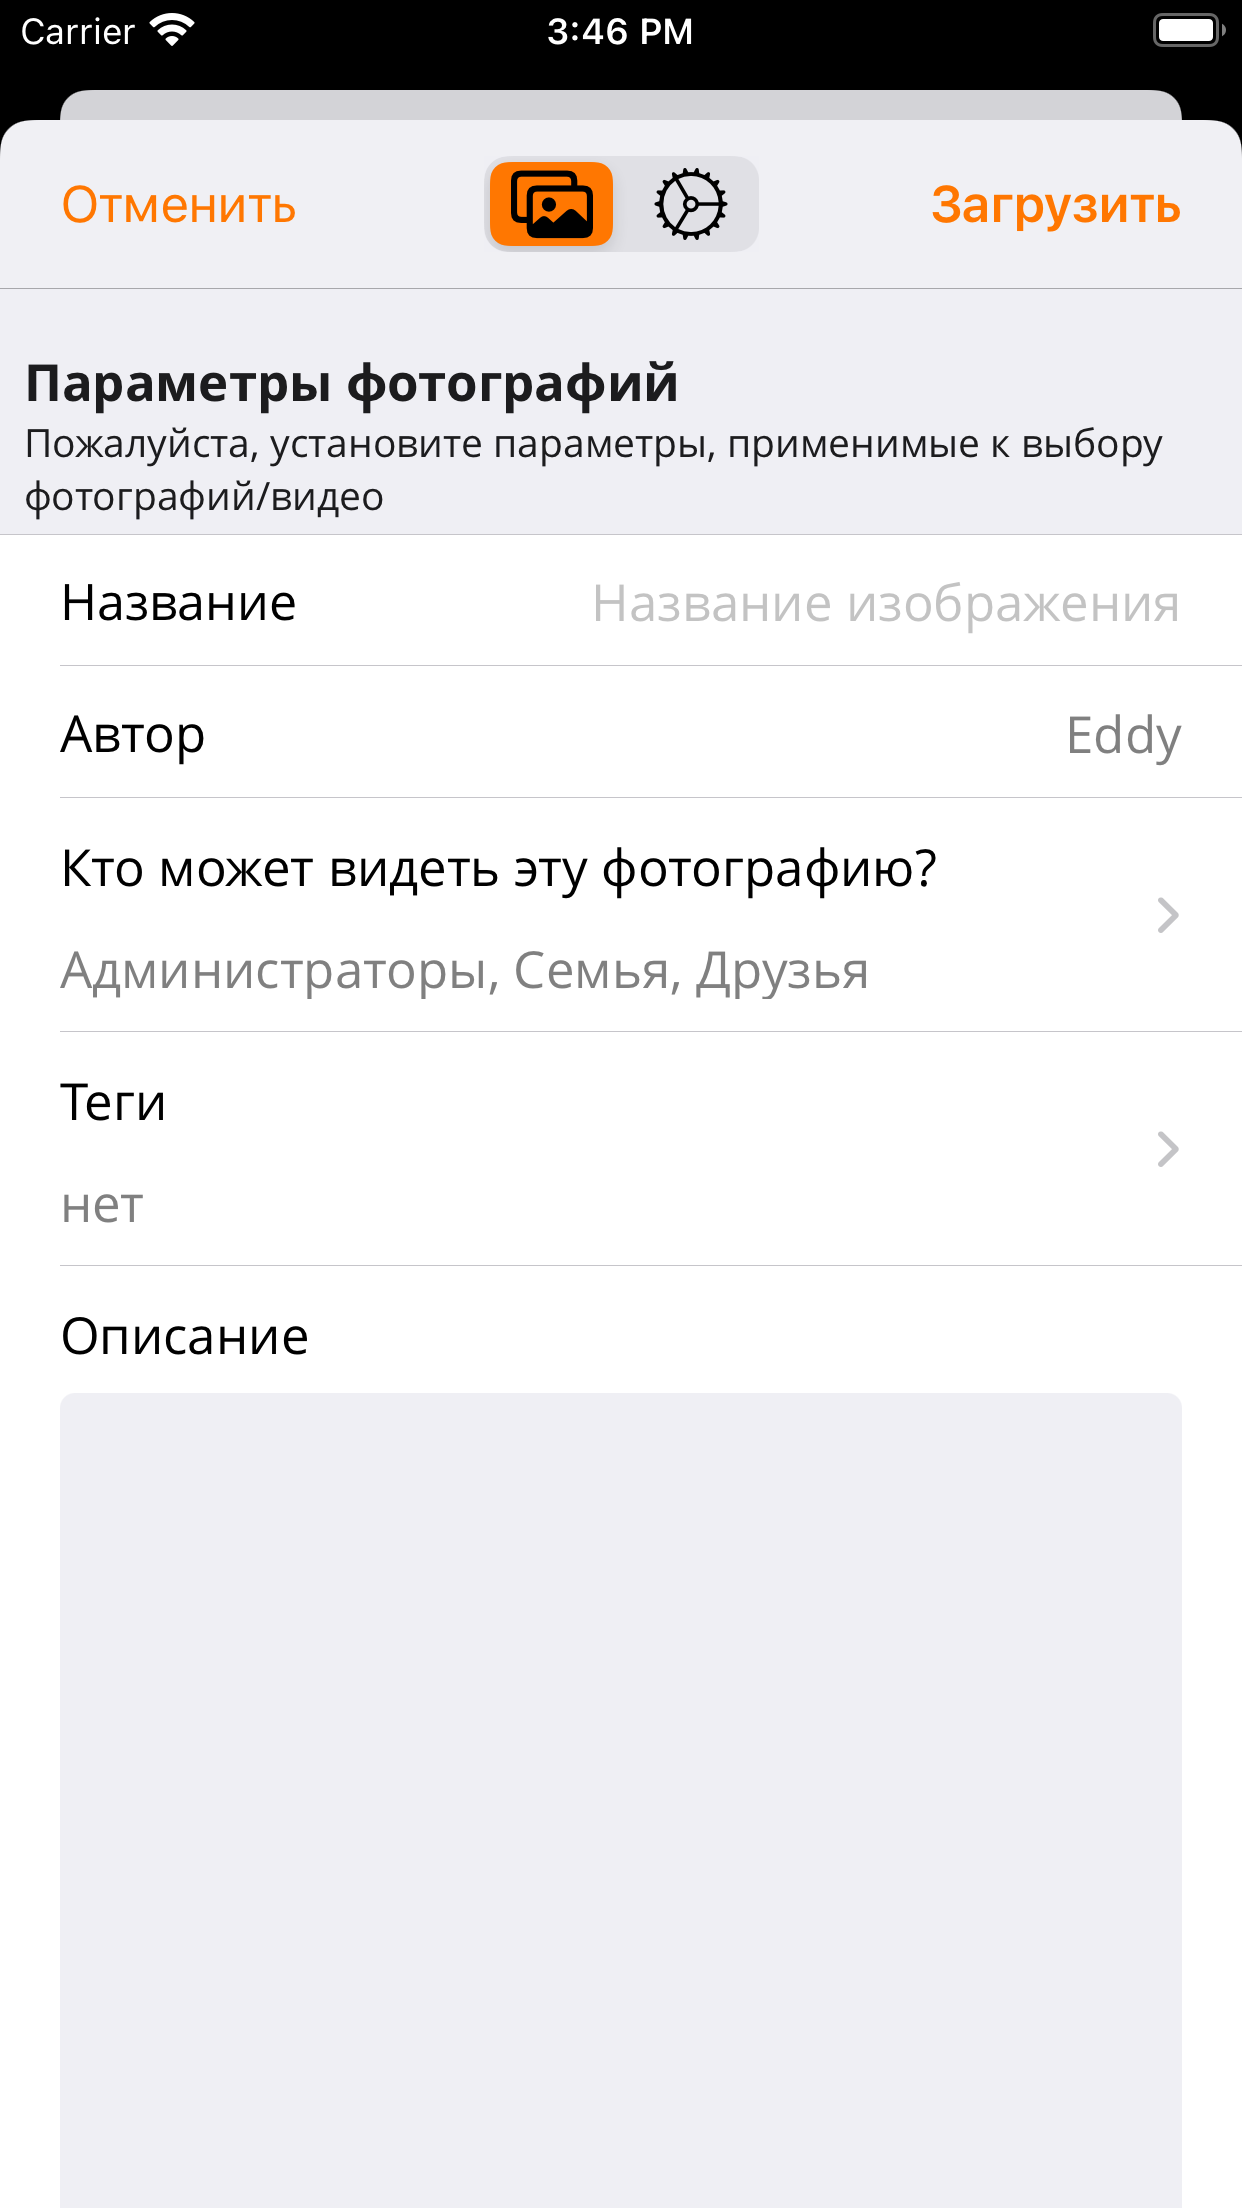 Carrier
3:46 PM
Отменить
Загрузить
Параметры фотографий
Пожалуйста, установите параметры, применимые к выбору
фотографий/видео
Название
Название изображения
Автор
Eddy
Кто может видеть эту фотографию?
Администраторы, Семья, Друзья
Теги
нет
Описание